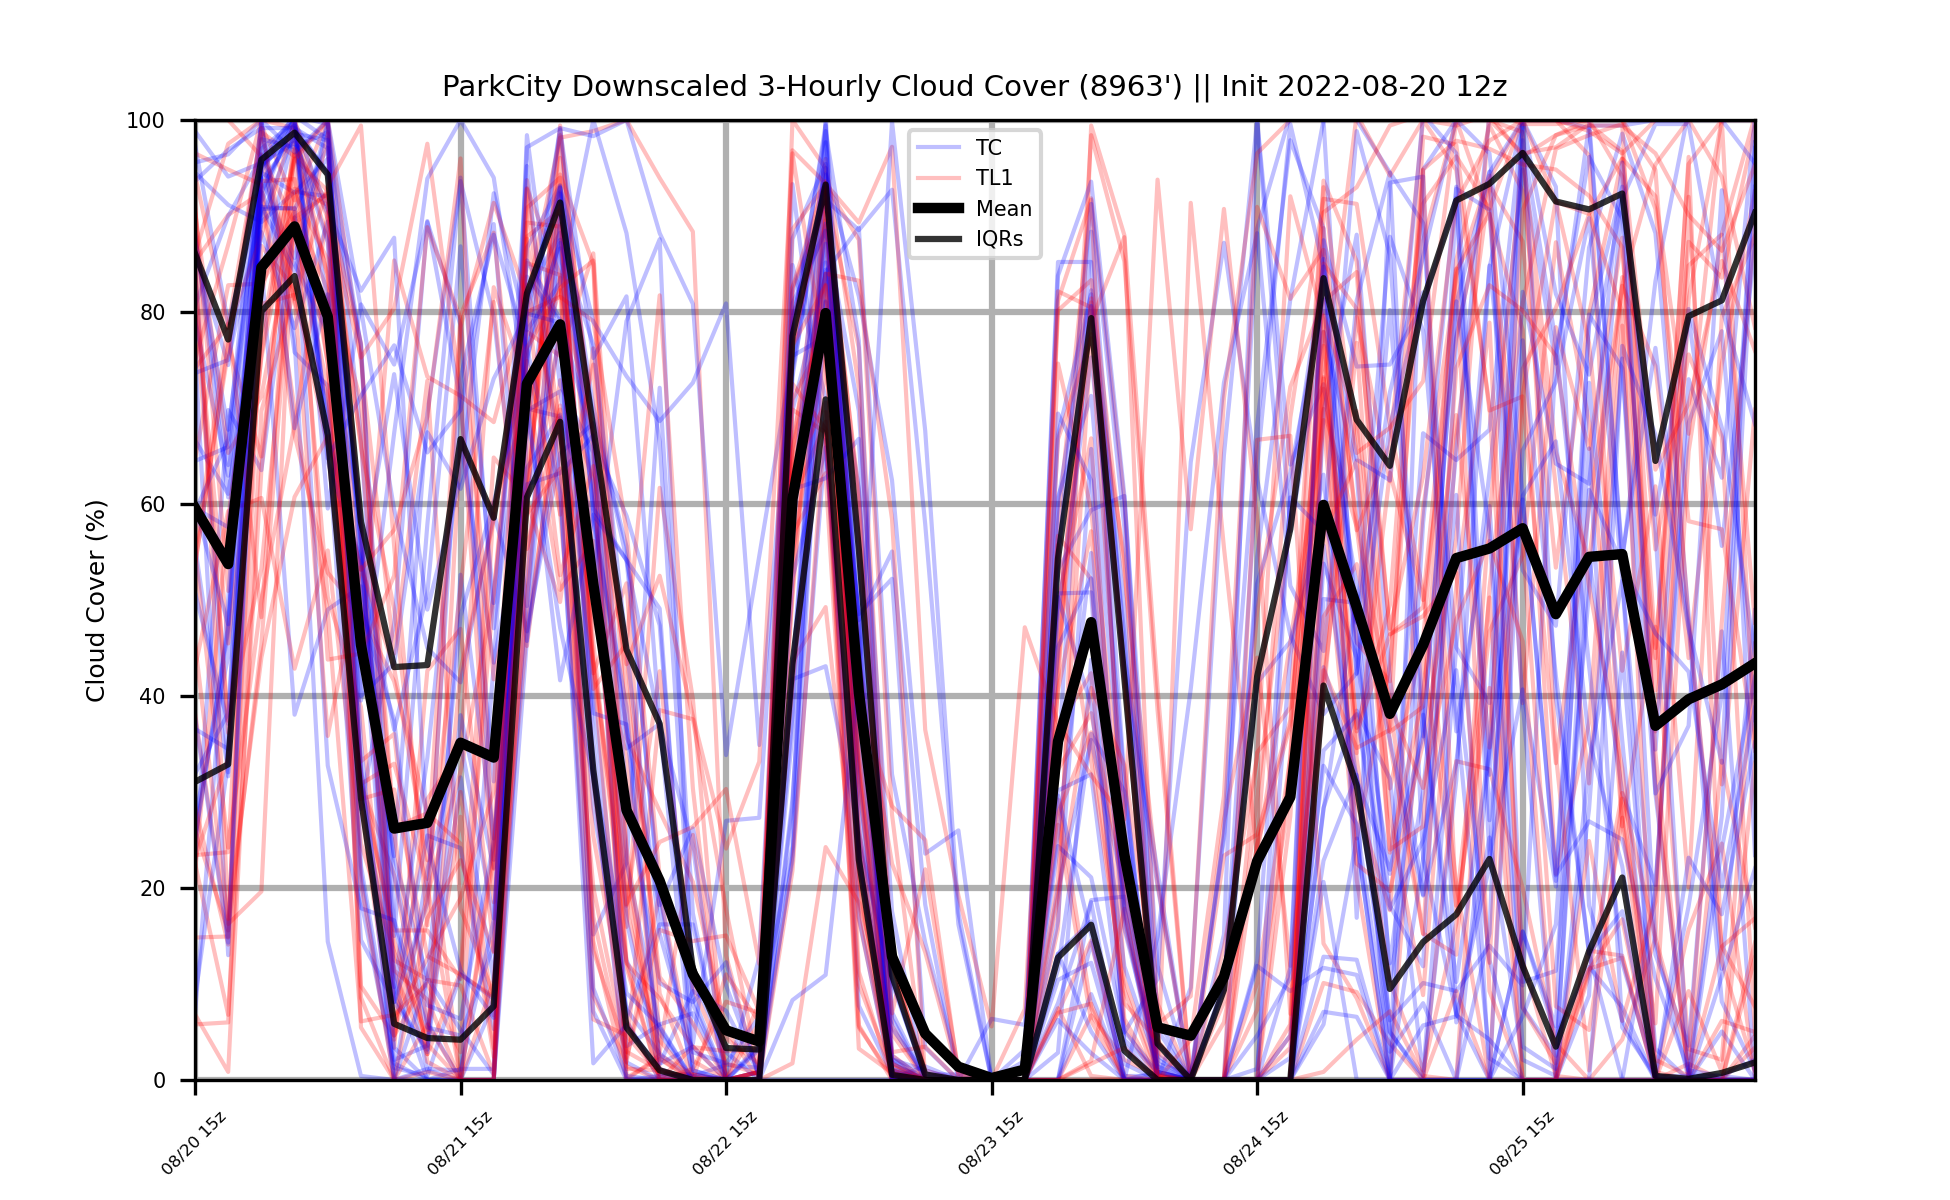 ParkCity Downscaled 3-Hourly Cloud Cover (8963') || Init 2022-08-20 12z
TC
TL1
Mean
IQRs
Cloud Cover (%)
100
80
60
40
20
0
08/20 15z
08/21 15z
08/22 15z
08/23 15z
08/24 15z
08/25 15z